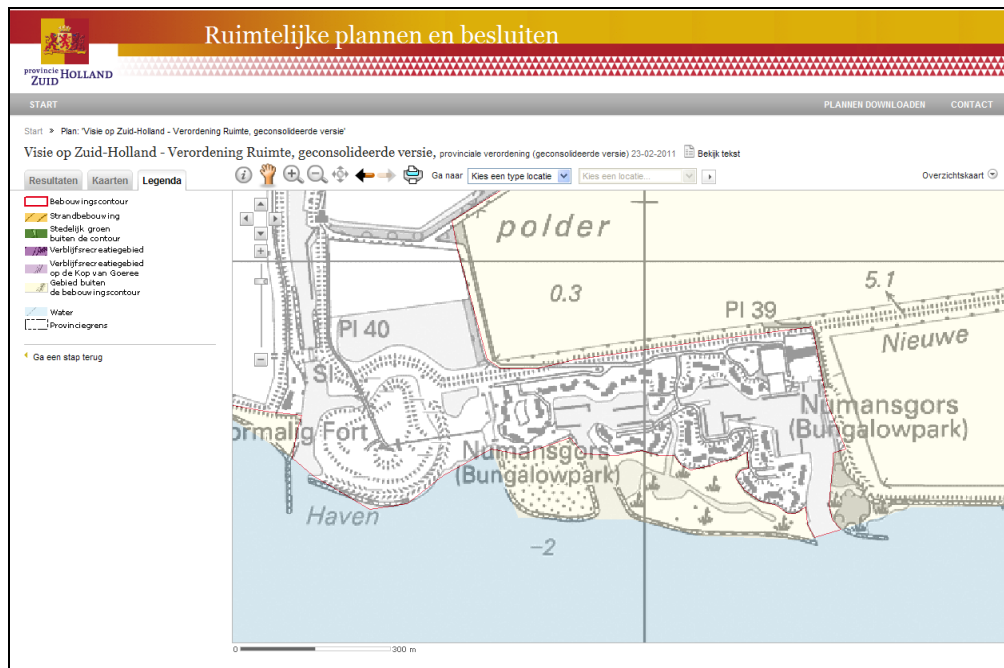 Ruimtelijke plannen en besluiten
provincie
ZUID HOLLAND
START PLANNEN DOWNLOADEN CONTACT
Start » Plan: 'Visie op Zuid-Holland - Verordening Ruimte, geconsolideerde versie'
Visie op Zuid-Holland - Verordening Ruimte, geconsolideerde versie, provinciale verordening (geconsolideerde versie) 23-02-2011 Bekijk tekst
Resultaten Kaarten Legenda
Ga naar Kies een type locatie Kies een locatie... Overzichtskaart
Bebouwingscontour
Strandbebouwing
Stedelijk groen
buiten de contour
Verblijfsrecreatiegebied
Verblijfsrecreatiegebied
op de Kop van Goeree
Gebied buiten
de bebouwingscontour
Water
Provinciegrens
Ga een stap terug
polder
0.3
5.1
Pl 39
Pl 40
Nieuwe
Sl
Numansgors
(Bungalowpark)
ormalig Fort
Numansgors
(Bungalowpark)
Haven
-2
0 300 m